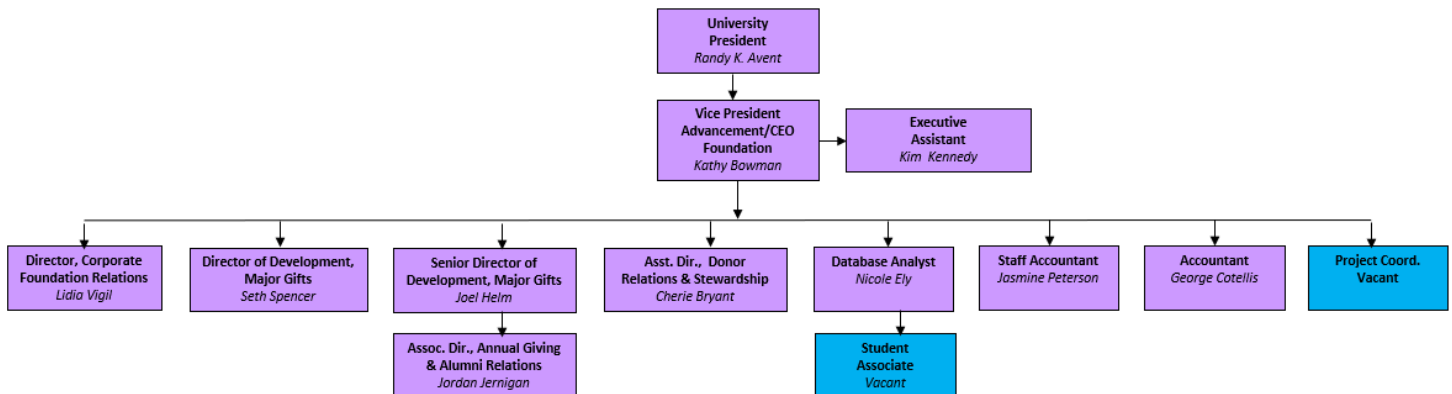 University
President
Randy K. Avent
Vice President
Advancement/CEO
Foundation
Kathy Bowman
Executive
Assistant
Kim Kennedy
Director, Corporate
Foundation Relations
Lidia Vigil
Director of Development,
Major Gifts
Seth Spencer
Senior Director of
Development, Major Gifts
Joel Helm
Asst. Dir., Donor
Relations & Stewardship
Cherie Bryant
Database Analyst
Nicole Ely
Staff Accountant
Jasmine Peterson
Accountant
George Cotellis
Project Coord.
Vacant
Assoc. Dir., Annual Giving
& Alumni Relations
Jordan Jernigan
Student
Associate
Vacant